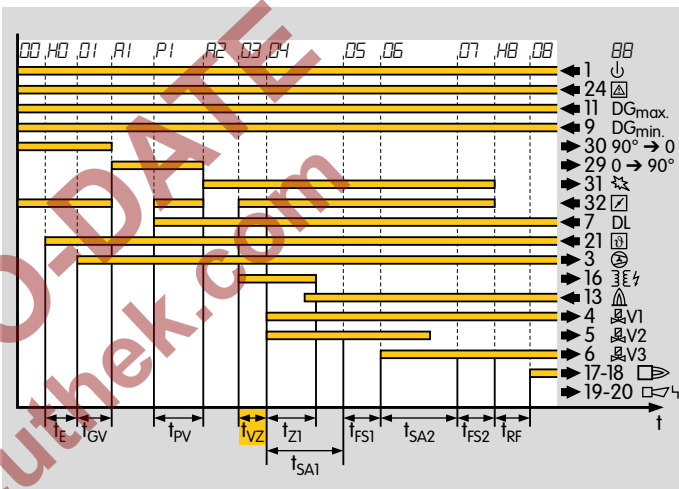 00 H0 01 A1 P1 A2 03 04 05 06 07 H8 08 88
1
24
11 DGmax.
9 DGmin.
30 90° → 0
29 0 → 90°
31
32
7 DL
21 ϑ
3
16
13
4 V1
5 V2
6 V3
17-18
19-20
t
tE tGV tPV tVZ tZ1 tFS1 tSA2 tFS2 tRF
tSA1
O-DATE
uthek.com